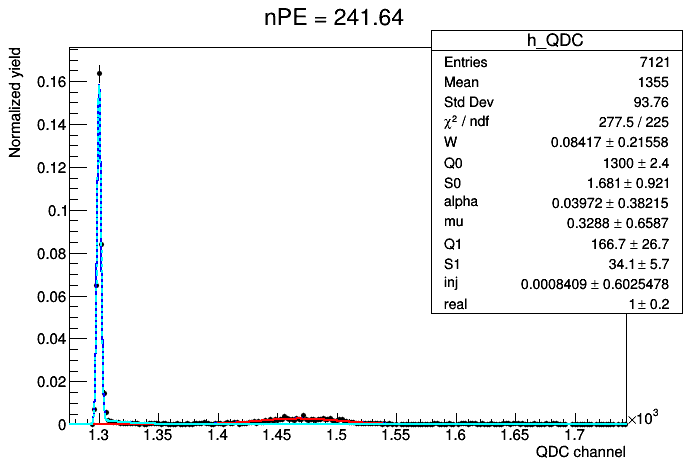 nPE = 241.64
h_QDC
Entries 7121
Mean 1355
Std Dev 93.76
χ² / ndf 277.5 / 225
W 0.08417 ± 0.21558
Q0 1300 ± 2.4
S0 1.681 ± 0.921
alpha 0.03972 ± 0.38215
mu 0.3288 ± 0.6587
Q1 166.7 ± 26.7
S1 34.1 ± 5.7
inj 0.0008409 ± 0.6025478
real 1 ± 0.2
Normalized yield
0.16
0.14
0.12
0.1
0.08
0.06
0.04
0.02
0
1.3 1.35 1.4 1.45 1.5 1.55 1.6 1.65 1.7
×10³
QDC channel